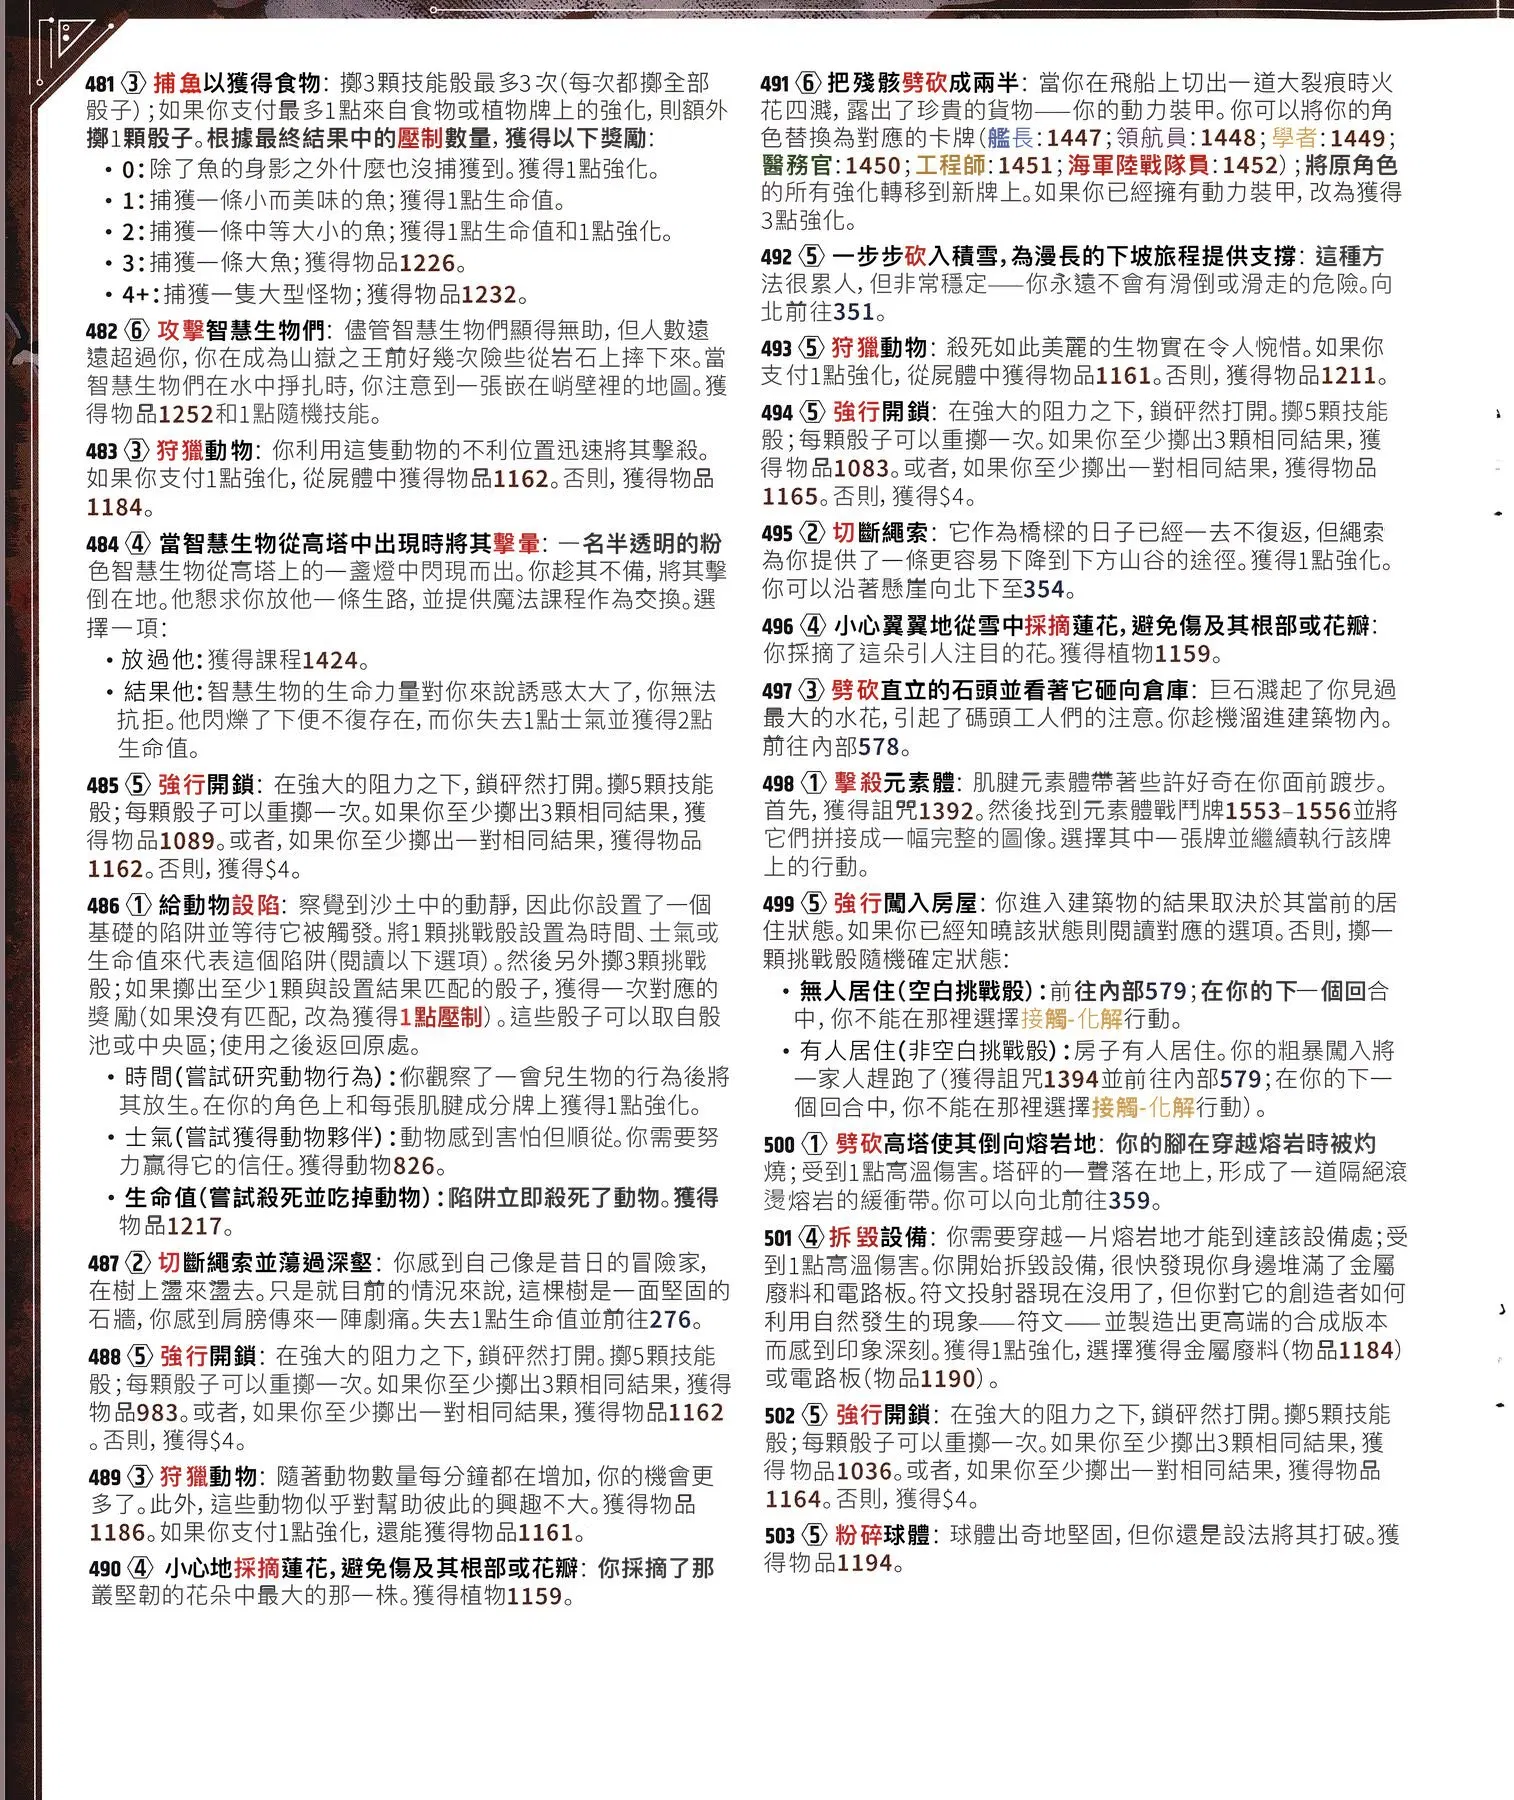 481 ③ 捕魚以獲得食物：擲3顆技能骰最多3次（每次都擲全部
骰子）；如果你支付最多1點來自食物或植物牌上的強化，則額外
擲1顆骰子。根據最終結果中的壓制數量，獲得以下獎勵：
• 0：除了魚的身影之外什麼也沒捕獲到。獲得1點強化。
• 1：捕獲一條小而美味的魚；獲得1點生命值。
• 2：捕獲一條中等大小的魚；獲得1點生命值和1點強化。
• 3：捕獲一條大魚；獲得物品1226。
• 4+：捕獲一隻大型怪物；獲得物品1232。
482 ⑥ 攻擊智慧生物們：儘管智慧生物們顯得無助，但人數遠
遠超過你，你在成為山嶽之王前好幾次險些從岩石上摔下來。當
智慧生物們在水中掙扎時，你注意到一張嵌在峭壁裡的地圖。獲
得物品1252和1點隨機技能。
483 ③ 狩獵動物：你利用這隻動物的不利位置迅速將其擊殺。
如果你支付1點強化，從屍體中獲得物品1162。否則，獲得物品
1184。
484 ④ 當智慧生物從高塔中出現時將其擊暈：一名半透明的粉
色智慧生物從高塔上的一盞燈中閃現而出。你趁其不備，將其擊
倒在地。他懇求你放他一條生路，並提供魔法課程作為交換。選
擇一項：
• 放過他：獲得課程1424。
• 結果他：智慧生物的生命力量對你來說誘惑太大了，你無法
抗拒。他閃爍了下便不復存在，而你失去1點士氣並獲得2點
生命值。
485 ⑤ 強行開鎖：在強大的阻力之下，鎖砰然打開。擲5顆技能
骰；每顆骰子可以重擲一次。如果你至少擲出3顆相同結果，獲
得物品1089。或者，如果你至少擲出一對相同結果，獲得物品
1162。否則，獲得$4。
486 ① 給動物設陷：察覺到沙土中的動靜，因此你設置了一個
基礎的陷阱並等待它被觸發。將1顆挑戰骰設置為時間、士氣或
生命值來代表這個陷阱（閱讀以下選項）。然後另外擲3顆挑戰
骰；如果擲出至少1顆與設置結果匹配的骰子，獲得一次對應的
獎勵（如果沒有匹配，改為獲得1點壓制）。這些骰子可以取自骰
池或中央區；使用之後返回原處。
• 時間（嘗試研究動物行為）：你觀察了一會兒生物的行為後將
其放生。在你的角色上和每張肌腱成分牌上獲得1點強化。
• 士氣（嘗試獲得動物夥伴）：動物感到害怕但順從。你需要努
力贏得它的信任。獲得動物826。
• 生命值（嘗試殺死並吃掉動物）：陷阱立即殺死了動物。獲得
物品1217。
487 ② 切斷繩索並蕩過深壑：你感到自己像是昔日的冒險家，
在樹上盪來盪去。只是就目前的情況來說，這棵樹是一面堅固的
石牆，你感到肩膀傳來一陣劇痛。失去1點生命值並前往276。
488 ⑤ 強行開鎖：在強大的阻力之下，鎖砰然打開。擲5顆技能
骰；每顆骰子可以重擲一次。如果你至少擲出3顆相同結果，獲得
物品983。或者，如果你至少擲出一對相同結果，獲得物品1162
。否則，獲得$4。
489 ③ 狩獵動物：隨著動物數量每分鐘都在增加，你的機會更
多了。此外，這些動物似乎對幫助彼此的興趣不大。獲得物品
1186。如果你支付1點強化，還能獲得物品1161。
490 ④ 小心地採摘蓮花，避免傷及其根部或花瓣：你採摘了那
叢堅韌的花朵中最大的那一株。獲得植物1159。
491 ⑥ 把殘骸劈砍成兩半：當你在飛船上切出一道大裂痕時火
花四濺，露出了珍貴的貨物——你的動力裝甲。你可以將你的角
色替換為對應的卡牌（艦長：1447；領航員：1448；學者：1449；
醫務官：1450；工程師：1451；海軍陸戰隊員：1452）；將原角色
的所有強化轉移到新牌上。如果你已經擁有動力裝甲，改為獲得
3點強化。
492 ⑤ 一步步砍入積雪，為漫長的下坡旅程提供支撐：這種方
法很累人，但非常穩定——你永遠不會有滑倒或滑走的危險。向
北前往351。
493 ⑤ 狩獵動物：殺死如此美麗的生物實在令人惋惜。如果你
支付1點強化，從屍體中獲得物品1161。否則，獲得物品1211。
494 ⑤ 強行開鎖：在強大的阻力之下，鎖砰然打開。擲5顆技能
骰；每顆骰子可以重擲一次。如果你至少擲出3顆相同結果，獲
得物品1083。或者，如果你至少擲出一對相同結果，獲得物品
1165。否則，獲得$4。
495 ② 切斷繩索：它作為橋樑的日子已經一去不復返，但繩索
為你提供了一條更容易下降到下方山谷的途徑。獲得1點強化。
你可以沿著懸崖向北下至354。
496 ④ 小心翼翼地從雪中採摘蓮花，避免傷及其根部或花瓣：
你採摘了這朵引人注目的花。獲得植物1159。
497 ③ 劈砍直立的石頭並看著它砸向倉庫：巨石濺起了你見過
最大的水花，引起了碼頭工人們的注意。你趁機溜進建築物內。
前往內部578。
498 ① 擊殺元素體：肌腱元素體帶著些許好奇在你面前踱步。
首先，獲得詛咒1392。然後找到元素體戰鬥牌1553–1556並將
它們拼接成一幅完整的圖像。選擇其中一張牌並繼續執行該牌
上的行動。
499 ⑤ 強行闖入房屋：你進入建築物的結果取決於其當前的居
住狀態。如果你已經知曉該狀態則閱讀對應的選項。否則，擲一
顆挑戰骰隨機確定狀態：
• 無人居住（空白挑戰骰）：前往內部579；在你的下一個回合
中，你不能在那裡選擇接觸-化解行動。
• 有人居住（非空白挑戰骰）：房子有人居住。你的粗暴闖入將
一家人趕跑了（獲得詛咒1394並前往內部579；在你的下一
個回合中，你不能在那裡選擇接觸-化解行動）。
500 ① 劈砍高塔使其倒向熔岩地：你的腳在穿越熔岩時被灼
燒；受到1點高溫傷害。塔砰的一聲落在地上，形成了一道隔絕滾
燙熔岩的緩衝帶。你可以向北前往359。
501 ④ 拆毀設備：你需要穿越一片熔岩地才能到達該設備處；受
到1點高溫傷害。你開始拆毀設備，很快發現你身邊堆滿了金屬
廢料和電路板。符文投射器現在沒用了，但你對它的創造者如何
利用自然發生的現象——符文——並製造出更高端的合成版本
而感到印象深刻。獲得1點強化，選擇獲得金屬廢料（物品1184）
或電路板（物品1190）。
502 ⑤ 強行開鎖：在強大的阻力之下，鎖砰然打開。擲5顆技能
骰；每顆骰子可以重擲一次。如果你至少擲出3顆相同結果，獲
得物品1036。或者，如果你至少擲出一對相同結果，獲得物品
1164。否則，獲得$4。
503 ⑤ 粉碎球體：球體出奇地堅固，但你還是設法將其打破。獲
得物品1194。